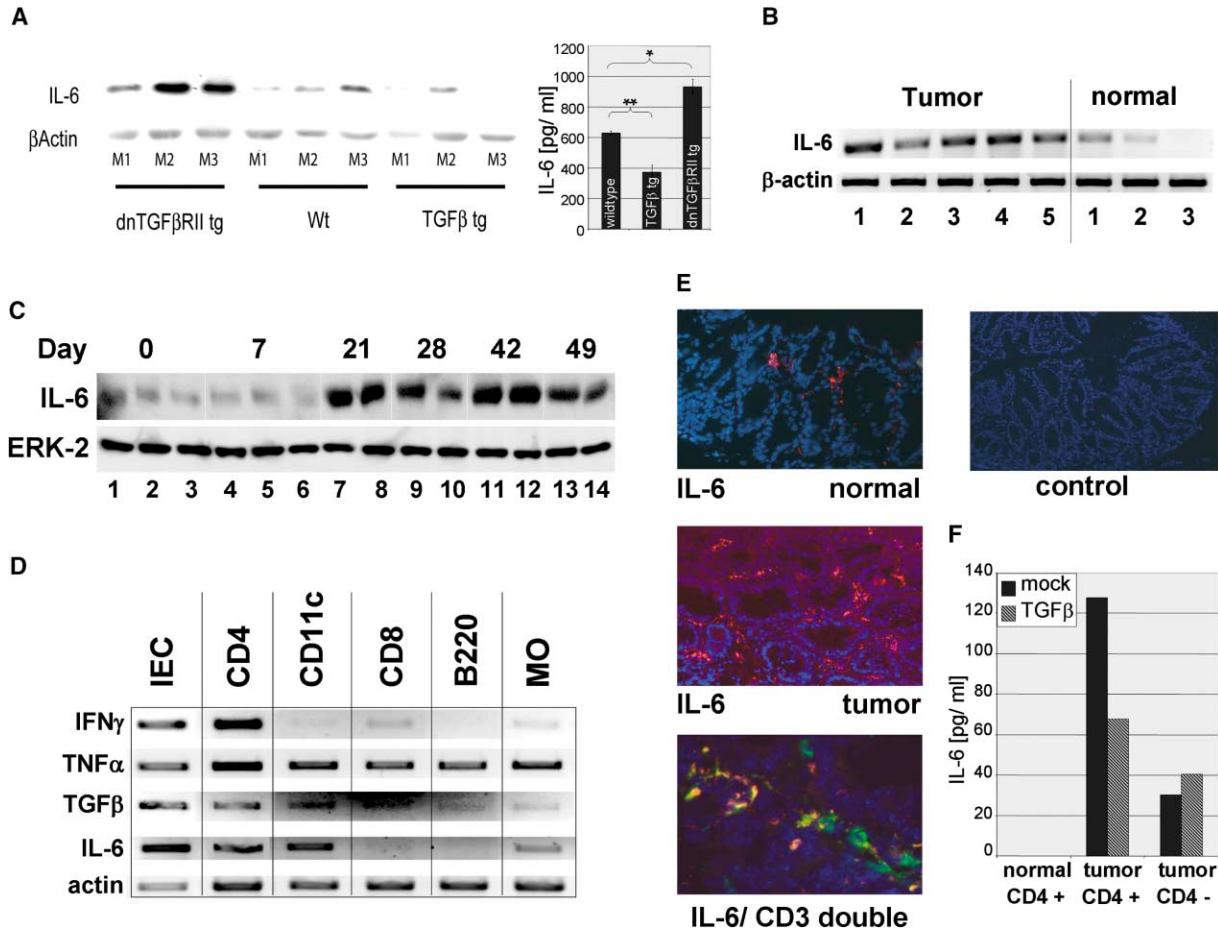 A
IL-6
βActin
M1 M2 M3 M1 M2 M3 M1 M2 M3
dnTGFβRII tg Wt TGFβ tg
IL-6 [pg/ ml]
1200
1000
800
600
400
200
0
*
**
wildtype
TGFβ tg
dnTGFβRII tg
B
Tumor normal
IL-6
β-actin
1 2 3 4 5 1 2 3
C
Day 0 7 21 28 42 49
IL-6
ERK-2
1 2 3 4 5 6 7 8 9 10 11 12 13 14
D
IEC CD4 CD11c CD8 B220 MO
IFNγ
TNFα
TGFβ
IL-6
actin
E
IL-6 normal
control
IL-6 tumor
IL-6/ CD3 double
F
IL-6 [pg/ ml]
140
120
100
80
60
40
20
0
mock
TGFβ
normal tumor tumor
CD4 + CD4 + CD4 -